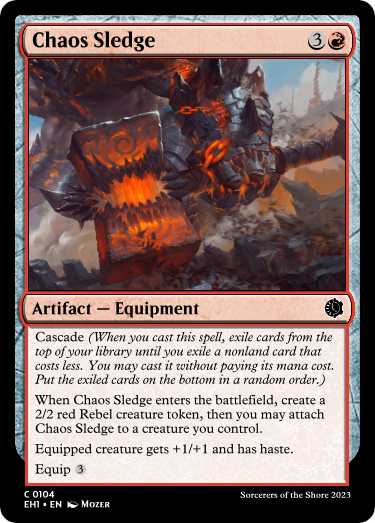 Chaos Sledge 3
Artifact — Equipment
Cascade (When you cast this spell, exile cards from the
top of your library until you exile a nonland card that
costs less. You may cast it without paying its mana cost.
Put the exiled cards on the bottom in a random order.)
When Chaos Sledge enters the battlefield, create a
2/2 red Rebel creature token, then you may attach
Chaos Sledge to a creature you control.
Equipped creature gets +1/+1 and has haste.
Equip 3
C 0104
EH1 • EN Mozer
Sorcerers of the Shore 2023